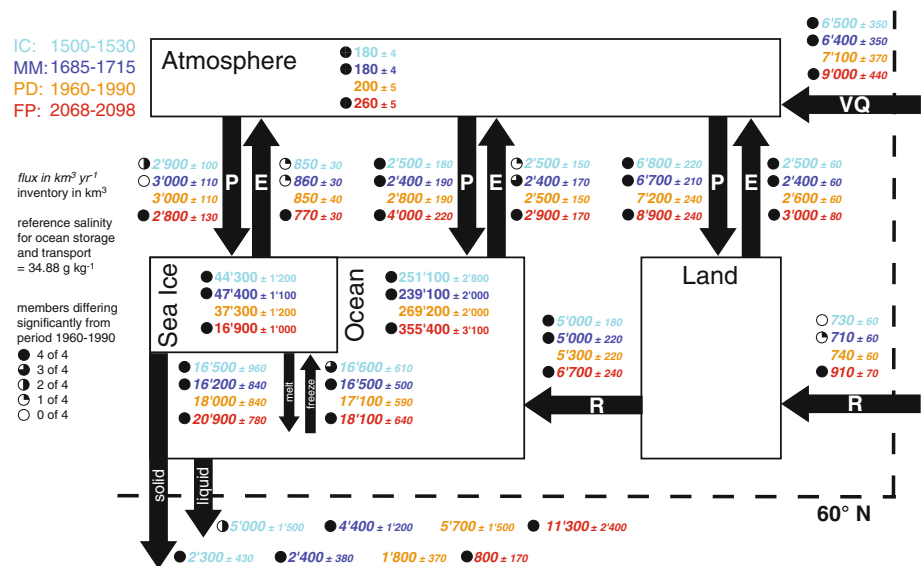 IC: 1500-1530
MM: 1685-1715
PD: 1960-1990
FP: 2068-2098
Atmosphere
180 ± 4
180 ± 4
200 ± 5
260 ± 5
6'500 ± 350
6'400 ± 350
7'100 ± 370
9'000 ± 440
VQ
flux in km³ yr⁻¹
inventory in km³
reference salinity
for ocean storage
and transport
= 34.88 g kg⁻¹
members differing
significantly from
period 1960-1990
4 of 4
3 of 4
2 of 4
1 of 4
0 of 4
2'900 ± 100
3'000 ± 110
3'000 ± 110
2'800 ± 130
P
E
850 ± 30
860 ± 30
850 ± 40
770 ± 30
2'500 ± 180
2'400 ± 190
2'800 ± 190
4'000 ± 220
P
E
2'500 ± 150
2'400 ± 170
2'500 ± 150
2'900 ± 170
6'800 ± 220
6'700 ± 210
7'200 ± 240
8'900 ± 240
P
E
2'500 ± 60
2'400 ± 60
2'600 ± 60
3'000 ± 80
Sea Ice
44'300 ± 1'200
47'400 ± 1'100
37'300 ± 1'200
16'900 ± 1'000
Ocean
251'100 ± 2'800
239'100 ± 2'000
269'200 ± 2'000
355'400 ± 3'100
Land
16'500 ± 960
16'200 ± 840
18'000 ± 840
20'900 ± 780
melt
freeze
16'600 ± 610
16'500 ± 500
17'100 ± 590
18'100 ± 640
5'000 ± 180
5'000 ± 220
5'300 ± 220
6'700 ± 240
R
730 ± 60
710 ± 60
740 ± 60
910 ± 70
R
solid
liquid
60° N
5'000 ± 1'500 4'400 ± 1'200 5'700 ± 1'500 11'300 ± 2'400
2'300 ± 430 2'400 ± 380 1'800 ± 370 800 ± 170